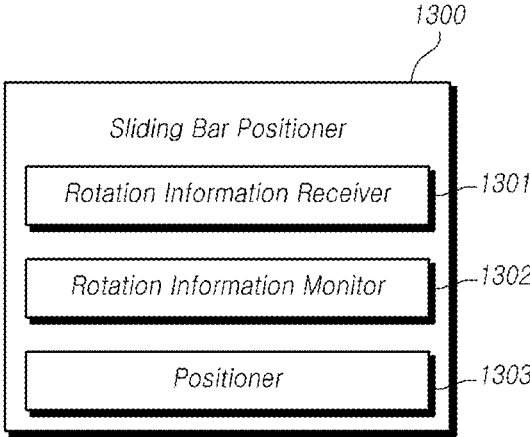 1300
Sliding Bar Positioner
Rotation Information Receiver
1301
Rotation Information Monitor
1302
Positioner
1303